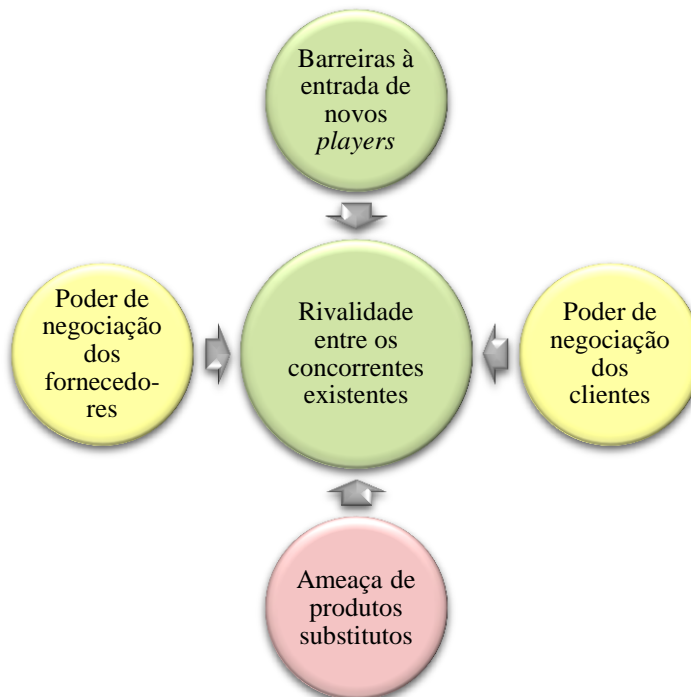 Barreiras à
entrada de
novos
players
Poder de
negociação
dos
fornecedo-
res
Rivalidade
entre os
concorrentes
existentes
Poder de
negociação
dos
clientes
Ameaça de
produtos
substitutos